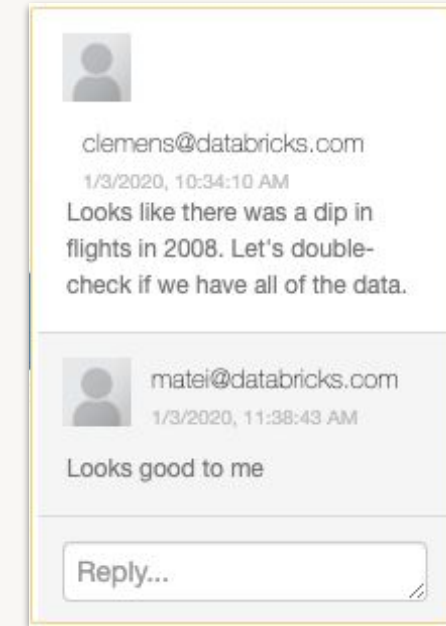 clemens@databricks.com
1/3/2020, 10:34:10 AM
Looks like there was a dip in
flights in 2008. Let's double-
check if we have all of the data.
matei@databricks.com
1/3/2020, 11:38:43 AM
Looks good to me
Reply...